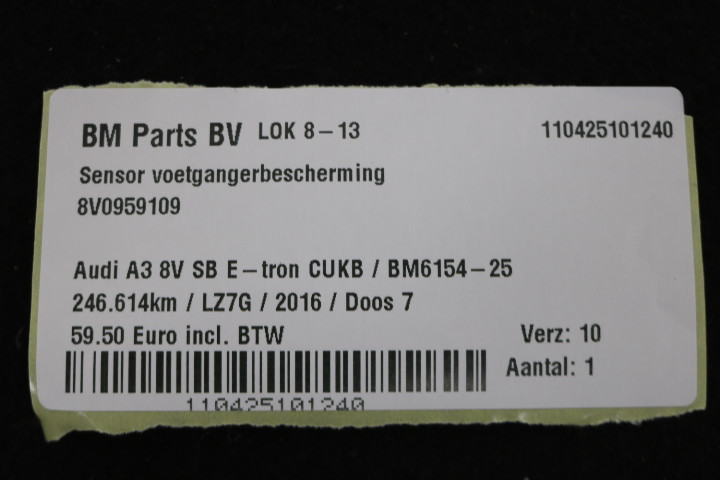 BM Parts BV LOK 8-13 110425101240
Sensor voetgangerbescherming
8V0959109
Audi A3 8V SB E-tron CUKB / BM6154-25
246.614km / LZ7G / 2016 / Doos 7
59.50 Euro incl. BTW Verz: 10
Aantal: 1
110425101240